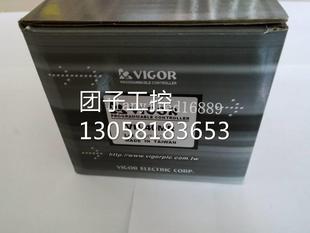 VIGOR
PROGRAMMABLE CONTROLLER
VIGOR
PROGRAMMABLE CONTROLLER
团子工控
13058183653
MADE IN TAIWAN
http://www.vigorplc.com.tw
VIGOR ELECTRIC CORP.